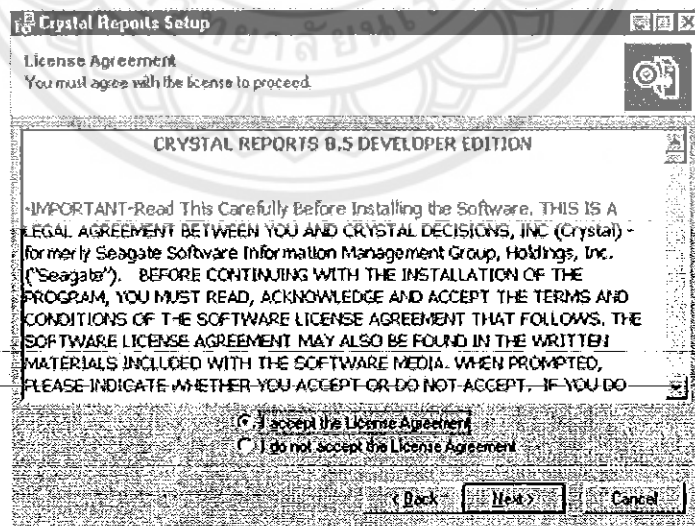 Crystal Reports Setup
License Agreement
You must agree with the license to proceed.
CRYSTAL REPORTS 8.5 DEVELOPER EDITION
-IMPORTANT-Read This Carefully Before Installing the Software. THIS IS A
LEGAL AGREEMENT BETWEEN YOU AND CRYSTAL DECISIONS, INC (Crystal) -
formerly Seagate Software Information Management Group, Holdings, Inc.
("Seagate"). BEFORE CONTINUING WITH THE INSTALLATION OF THE
PROGRAM, YOU MUST READ, ACKNOWLEDGE AND ACCEPT THE TERMS AND
CONDITIONS OF THE SOFTWARE LICENSE AGREEMENT THAT FOLLOWS. THE
SOFTWARE LICENSE AGREEMENT MAY ALSO BE FOUND IN THE WRITTEN
MATERIALS INCLUDED WITH THE SOFTWARE MEDIA. WHEN PROMPTED,
PLEASE INDICATE WHETHER YOU ACCEPT OR DO NOT ACCEPT. IF YOU DO
I accept the License Agreement
I do not accept the License Agreement
< Back
Next >
Cancel